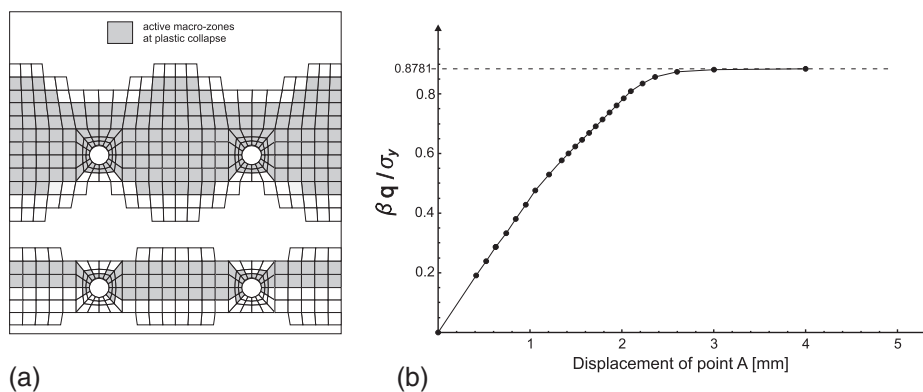 active macro-zones
at plastic collapse
(a)
0.8781
0.8
0.6
0.4
0.2
β q / σy
1
2
3
4
5
Displacement of point A [mm]
(b)